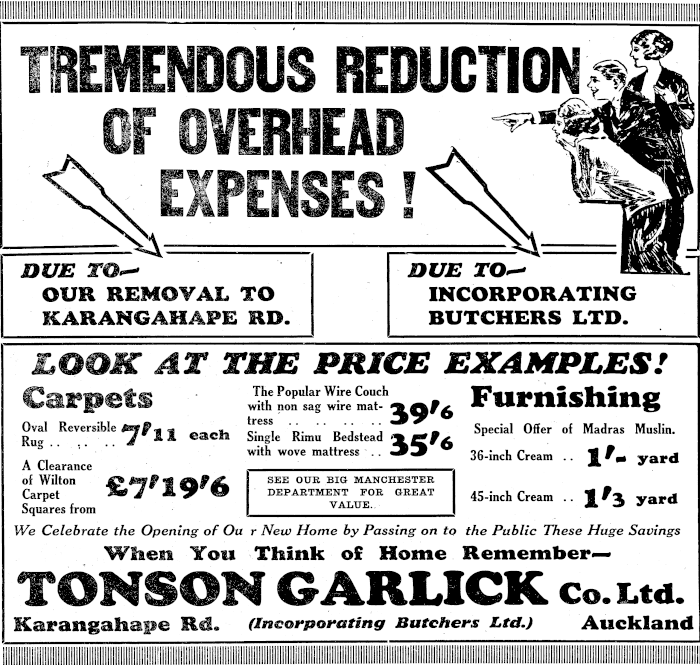 TREMENDOUS REDUCTION
OF OVERHEAD
EXPENSES!
DUE TO—
OUR REMOVAL TO
KARANGAHAPE RD.
DUE TO—
INCORPORATING
BUTCHERS LTD.
LOOK AT THE PRICE EXAMPLES!
Carpets
Oval Reversible
Rug .. .. .. 7/11 each
A Clearance
of Wilton
Carpet
Squares from £7/19/6
The Popular Wire Couch
with non sag wire mat-
tress .. .. .. .. 39/6
Single Rimu Bedstead
with wove mattress .. 35/6
SEE OUR BIG MANCHESTER
DEPARTMENT FOR GREAT
VALUE.
Furnishing
Special Offer of Madras Muslin.
36-inch Cream .. 1/- yard
45-inch Cream .. 1/3 yard
We Celebrate the Opening of Ou r New Home by Passing on to the Public These Huge Savings
When You Think of Home Remember—
TONSON GARLICK Co. Ltd.
Karangahape Rd. (Incorporating Butchers Ltd.) Auckland